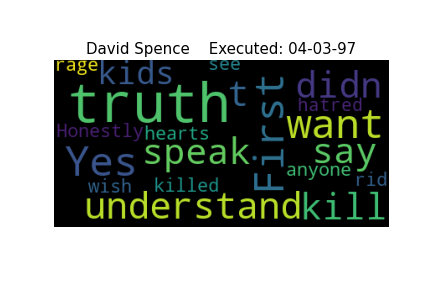 David Spence    Executed: 04-03-97
rage see
kids
didn
truth t
hatred
First
want
Honestly hearts
speak say
Yes
anyone
wish killed rid
understand kill